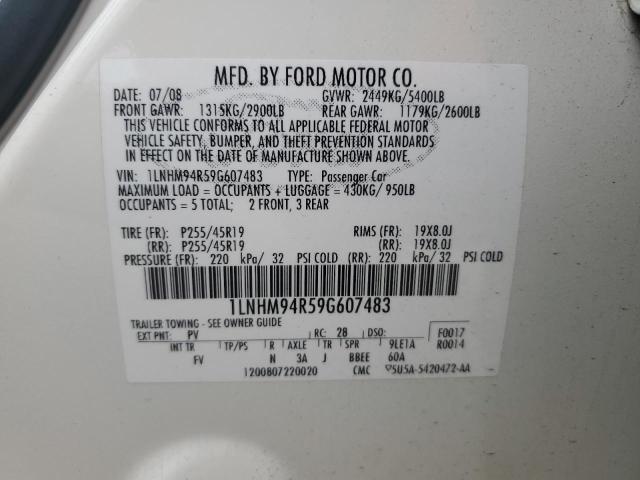 MFD. BY FORD MOTOR CO.
DATE: 07/08 GVWR: 2449KG/5400LB
FRONT GAWR: 1315KG/2900LB REAR GAWR: 1179KG/2600LB
THIS VEHICLE CONFORMS TO ALL APPLICABLE FEDERAL MOTOR
VEHICLE SAFETY, BUMPER, AND THEFT PREVENTION STANDARDS
IN EFFECT ON THE DATE OF MANUFACTURE SHOWN ABOVE.
VIN: 1LNHM94R59G607483 TYPE: Passenger Car
MAXIMUM LOAD = OCCUPANTS + LUGGAGE = 430KG/ 950LB
OCCUPANTS = 5 TOTAL; 2 FRONT, 3 REAR
TIRE (FR): P255/45R19 RIMS (FR): 19X8.0J
(RR): P255/45R19 (RR): 19X8.0J
PRESSURE (FR): 220 kPa/ 32 PSI COLD (RR): 220 kPa/ 32 PSI COLD
1LNHM94R59G607483
TRAILER TOWING - SEE OWNER GUIDE
EXT PNT: PV RC: 28 DSO: F0017
INT TR TP/PS R AXLE TR SPR 9LE1A R0014
FV N 3A J BBEE 60A
1200807220020 CMC 5U5A-5420472-AA